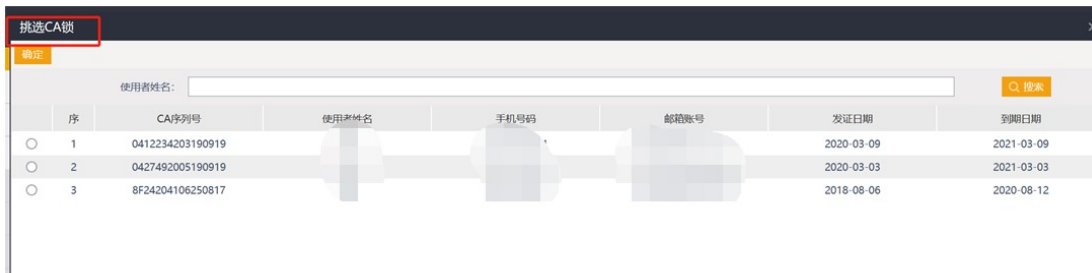 挑选CA锁
确定
使用者姓名: 搜索
序 CA序列号 使用者姓名 手机号码 邮箱账号 发证日期 到期日期
1 0412234203190919 2020-03-09 2021-03-09
2 0427492005190919 2020-03-03 2021-03-03
3 8F24204106250817 2018-08-06 2020-08-12